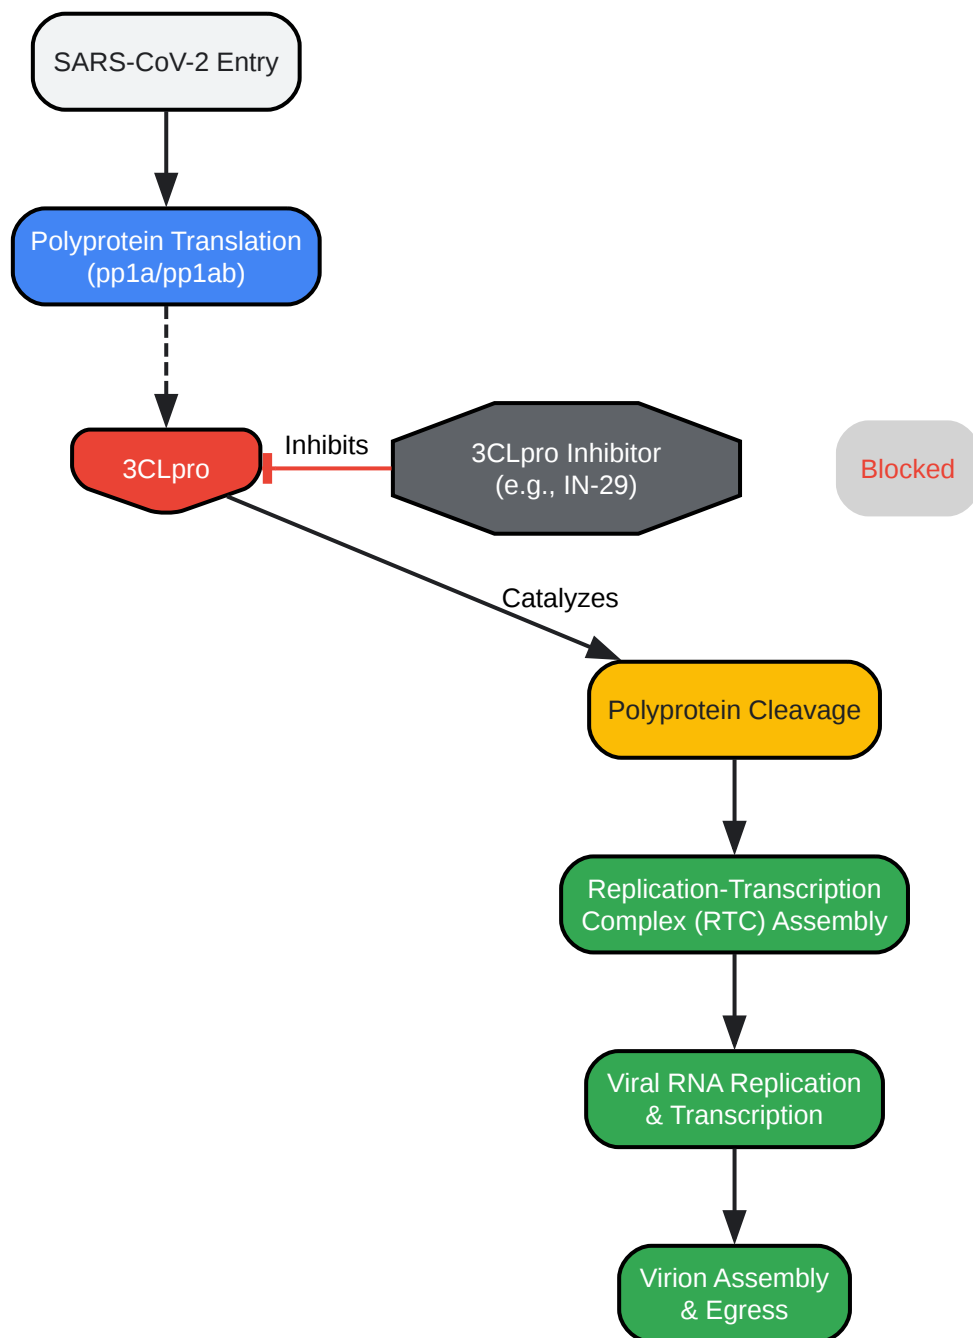 SARS-CoV-2 Entry
Polyprotein Translation
(pp1a/pp1ab)
3CLpro
Inhibits
3CLpro Inhibitor
(e.g., IN-29)
Blocked
Catalyzes
Polyprotein Cleavage
Replication-Transcription
Complex (RTC) Assembly
Viral RNA Replication
& Transcription
Virion Assembly
& Egress